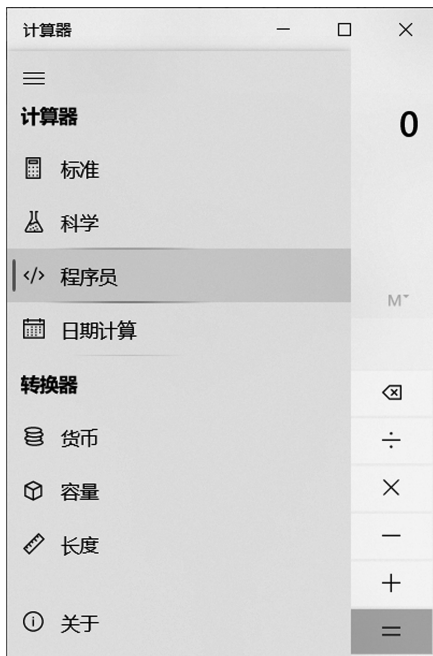 计算器
计算器
0
标准
科学
程序员
M
日期计算
转换器
货币
÷
容量
×
−
长度
+
关于
=